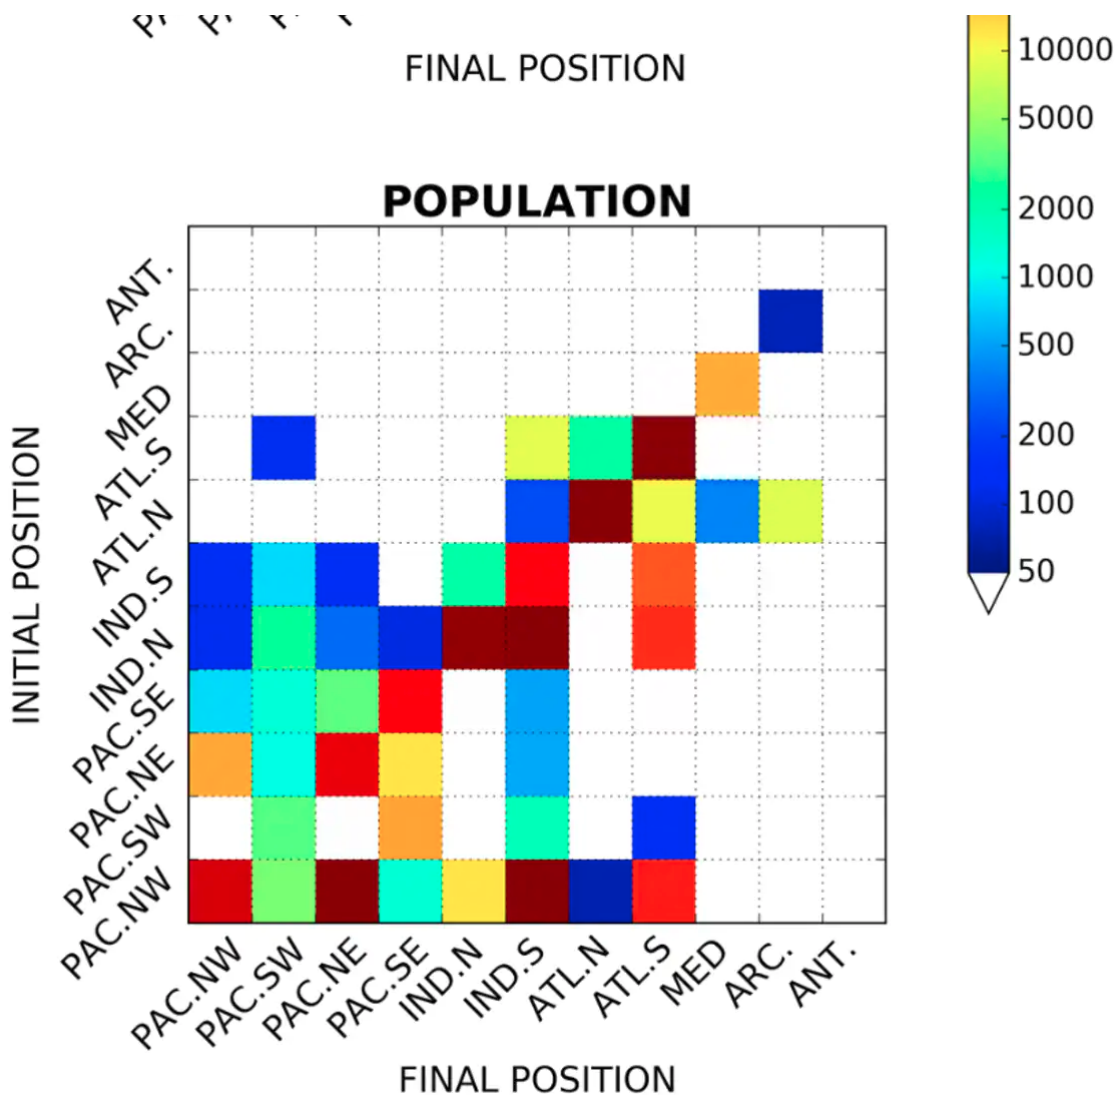 FINAL POSITION
10000
5000
2000
1000
500
200
100
50
POPULATION
INITIAL POSITION
ANT.
ARC.
MED
ATL.S
ATL.N
IND.S
IND.N
PAC.SE
PAC.NE
PAC.SW
PAC.NW
PAC.NW
PAC.SW
PAC.NE
PAC.SE
IND.N
IND.S
ATL.N
ATL.S
MED
ARC.
ANT.
FINAL POSITION